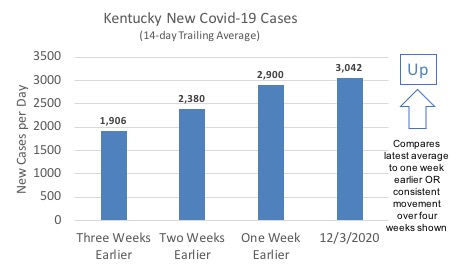 Kentucky New Covid-19 Cases
(14-day Trailing Average)
3500
3000
2500
2000
1500
1000
500
0
New Cases per Day
1,906
2,380
2,900
3,042
Three Weeks
Earlier
Two Weeks
Earlier
One Week
Earlier
12/3/2020
Up
Compares
latest average
to one week
earlier OR
consistent
movement
over four
weeks shown